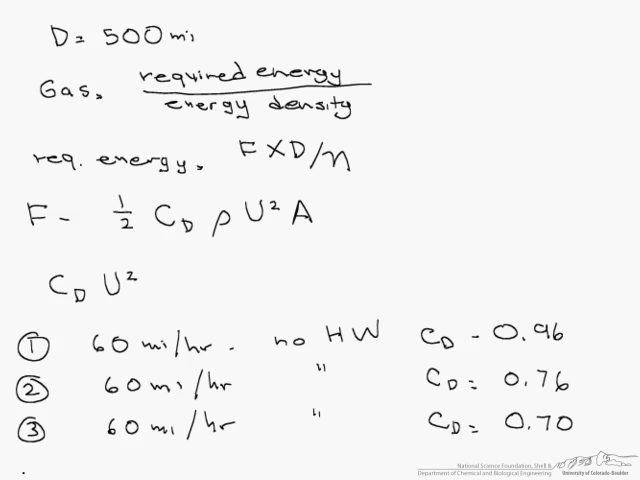 D = 500 mi
Gas = required energy / energy density
req. energy = F X D/η
F = 1/2 C_D ρ U² A
C_D U²
① 60 mi/hr - no HW C_D = 0.96
② 60 mi/hr " C_D = 0.76
③ 60 mi/hr " C_D = 0.70
National Science Foundation, Shell &
Department of Chemical and Biological Engineering
University of Colorado-Boulder